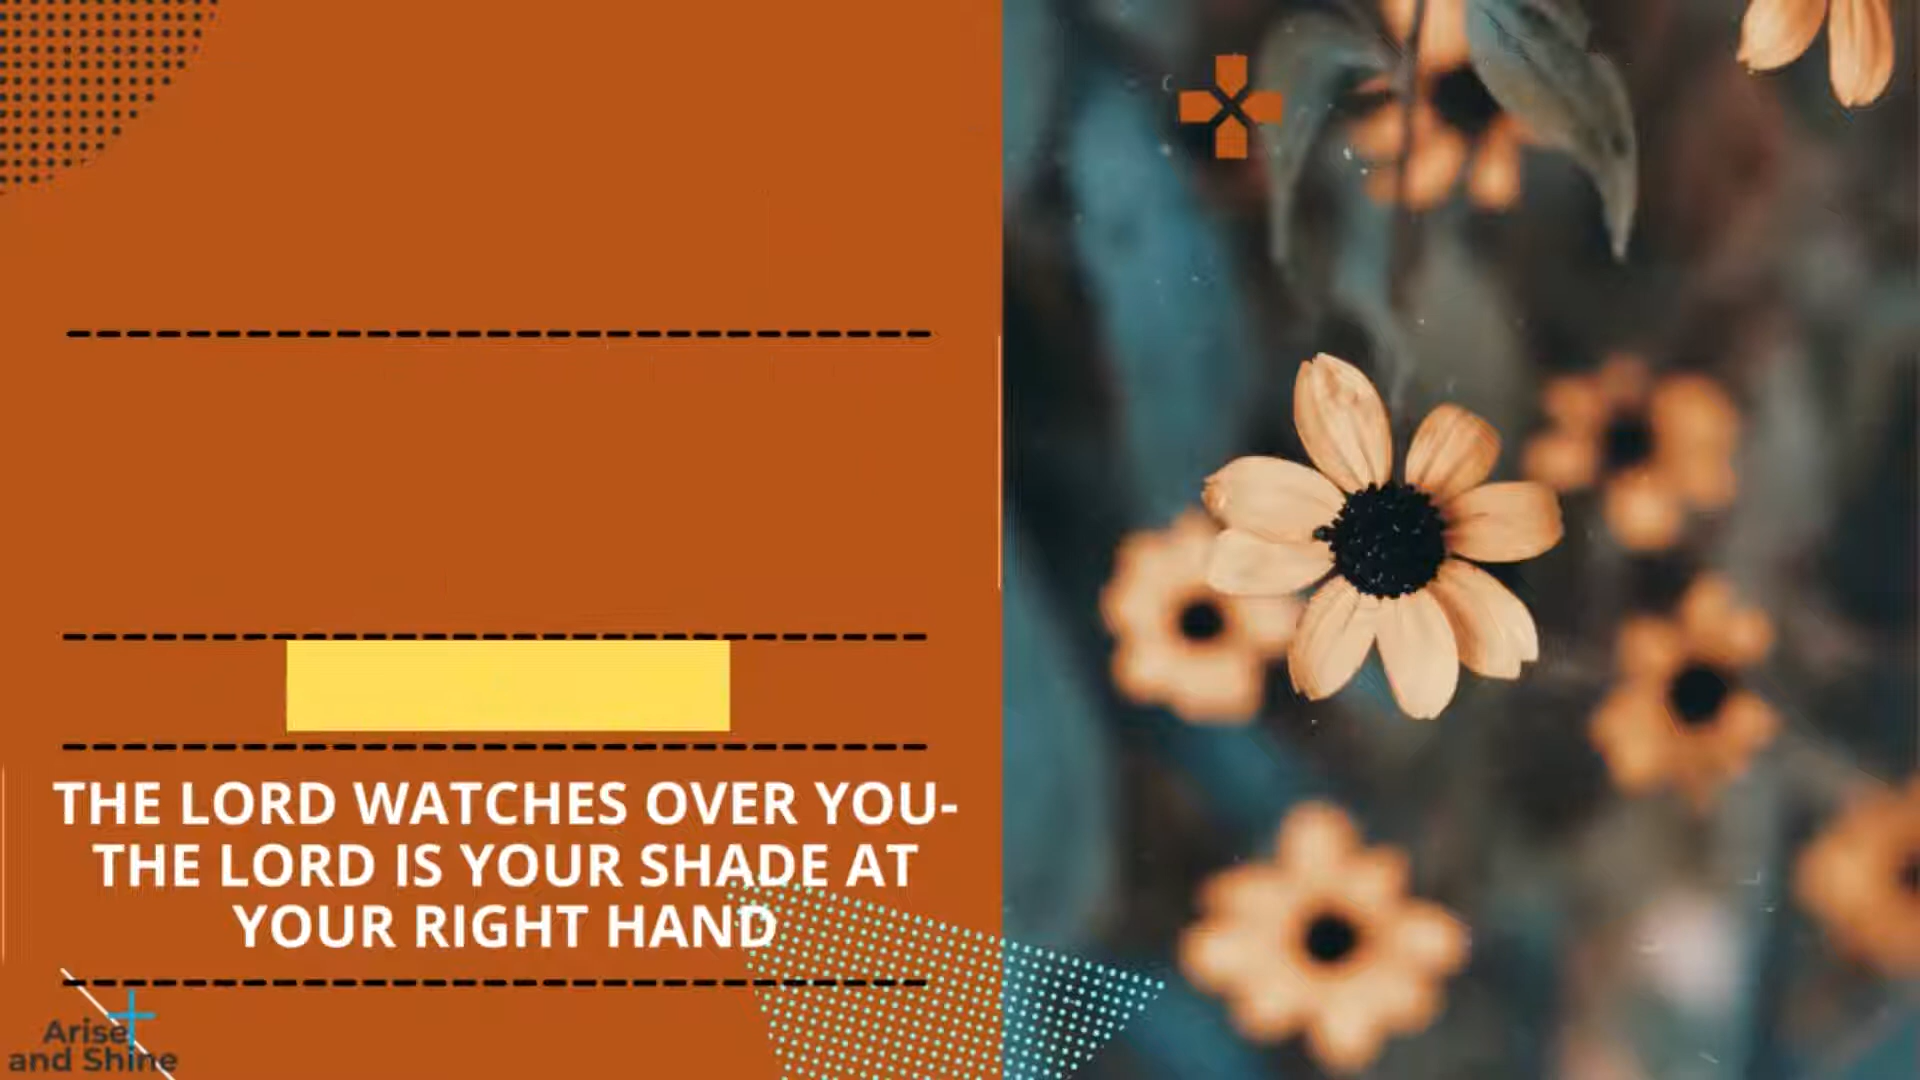 THE LORD WATCHES OVER YOU-
THE LORD IS YOUR SHADE AT
YOUR RIGHT HAND
Arise
and Shine